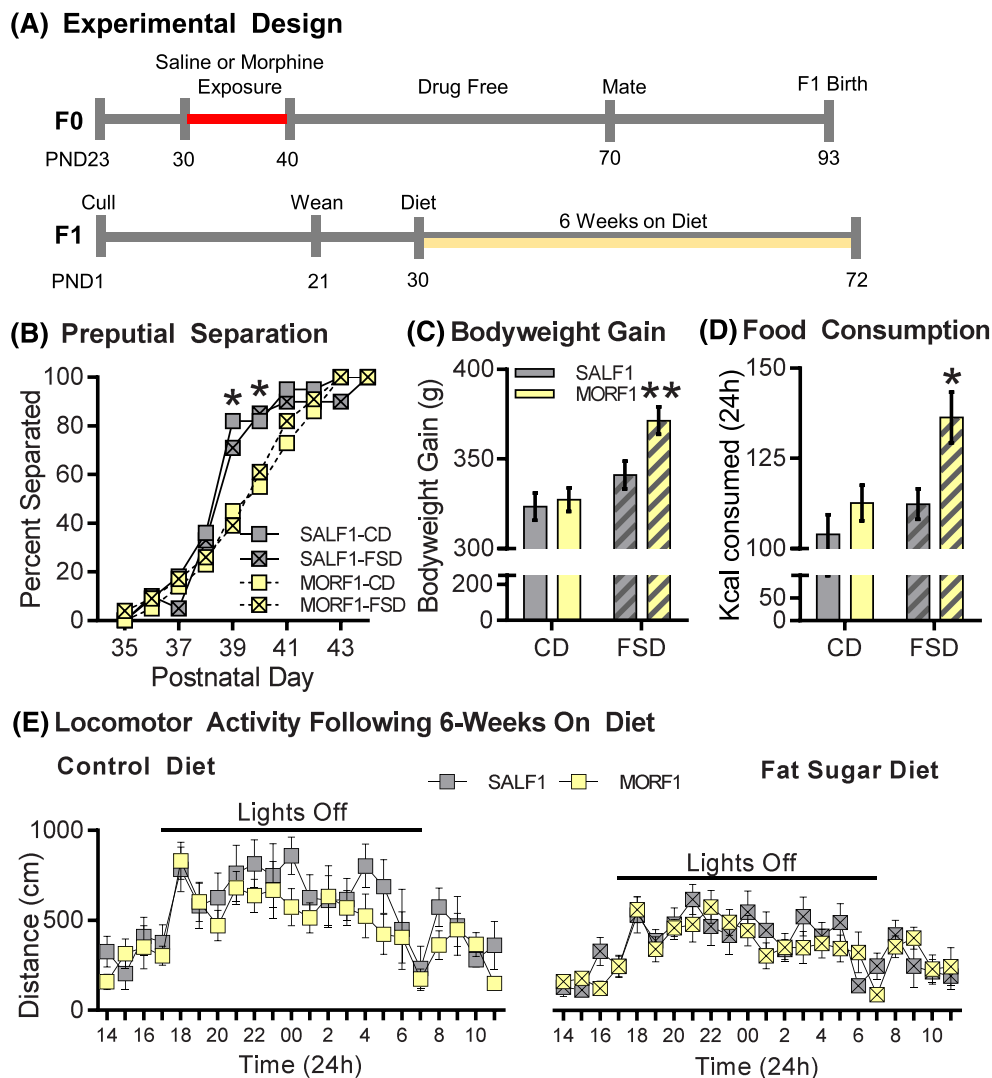 (A) Experimental Design
Saline or Morphine
Exposure
Drug Free
Mate
F1 Birth
F0
PND23
30
40
70
93
Cull
Wean
Diet
6 Weeks on Diet
F1
PND1
21
30
72
(B) Preputial Separation
Percent Separated
100
80
60
40
20
0
* *
SALF1-CD
SALF1-FSD
MORF1-CD
MORF1-FSD
35 37 39 41 43
Postnatal Day
(C) Bodyweight Gain
Bodyweight Gain (g)
400
350
300
200
0
SALF1
MORF1
**
CD FSD
(D) Food Consumption
Kcal consumed (24h)
150
125
100
50
0
*
CD FSD
(E) Locomotor Activity Following 6-Weeks On Diet
Control Diet
SALF1 MORF1
Fat Sugar Diet
Lights Off
Distance (cm)
1000
500
0
14 16 18 20 22 00 2 4 6 8 10
Time (24h)
Lights Off
14 16 18 20 22 00 2 4 6 8 10
Time (24h)